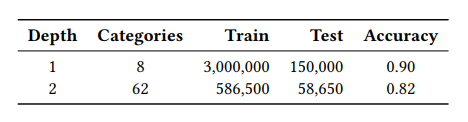 Depth Categories Train Test Accuracy
1 8 3,000,000 150,000 0.90
2 62 586,500 58,650 0.82